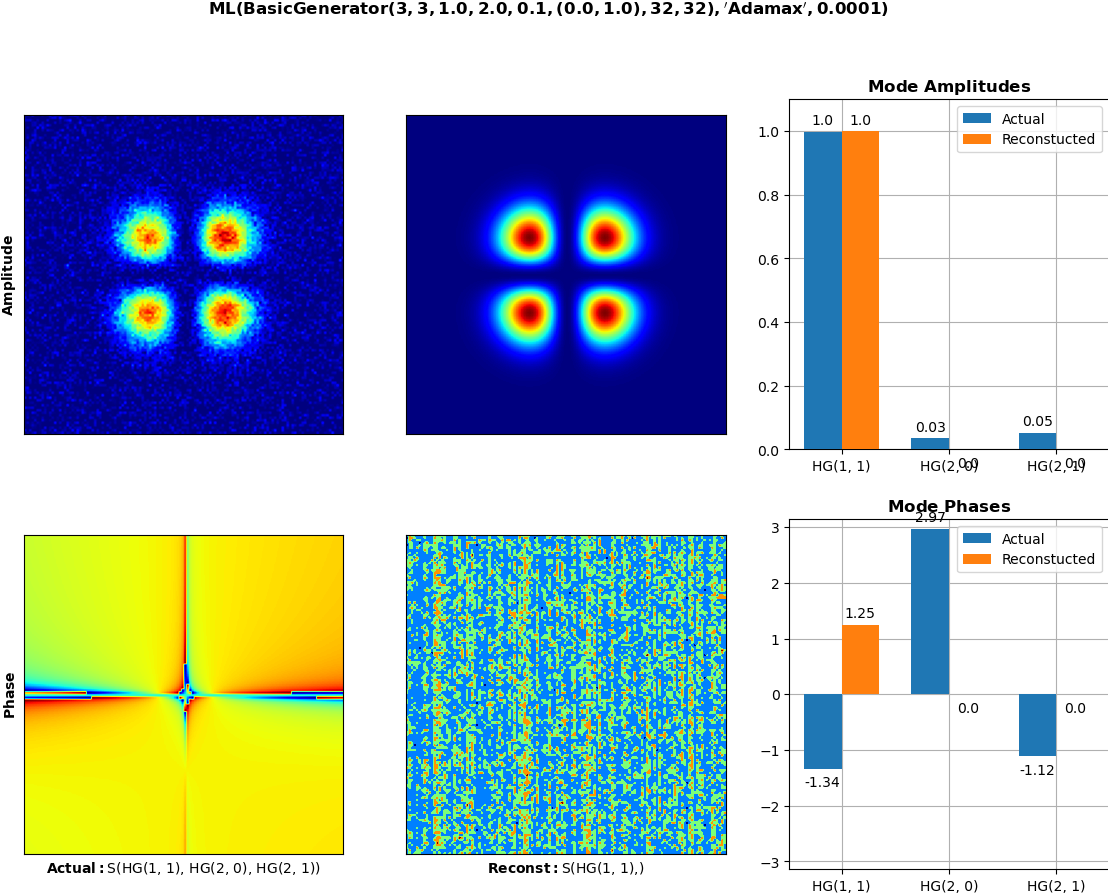 ML(BasicGenerator(3, 3, 1.0, 2.0, 0.1, (0.0, 1.0), 32, 32), ′Adamax′, 0.0001)
Mode Amplitudes
Amplitude
1.0 1.0
Actual
Reconstucted
1.0
0.8
0.6
0.4
0.2
0.0
0.03
0.05
0.0
0.0
HG(1, 1) HG(2, 0) HG(2, 1)
Mode Phases
Phase
2.97
Actual
Reconstucted
3
2
1
0
−1
−2
−3
1.25
0.0
0.0
-1.34
-1.12
HG(1, 1) HG(2, 0) HG(2, 1)
Actual: S(HG(1, 1), HG(2, 0), HG(2, 1))
Reconst: S(HG(1, 1),)